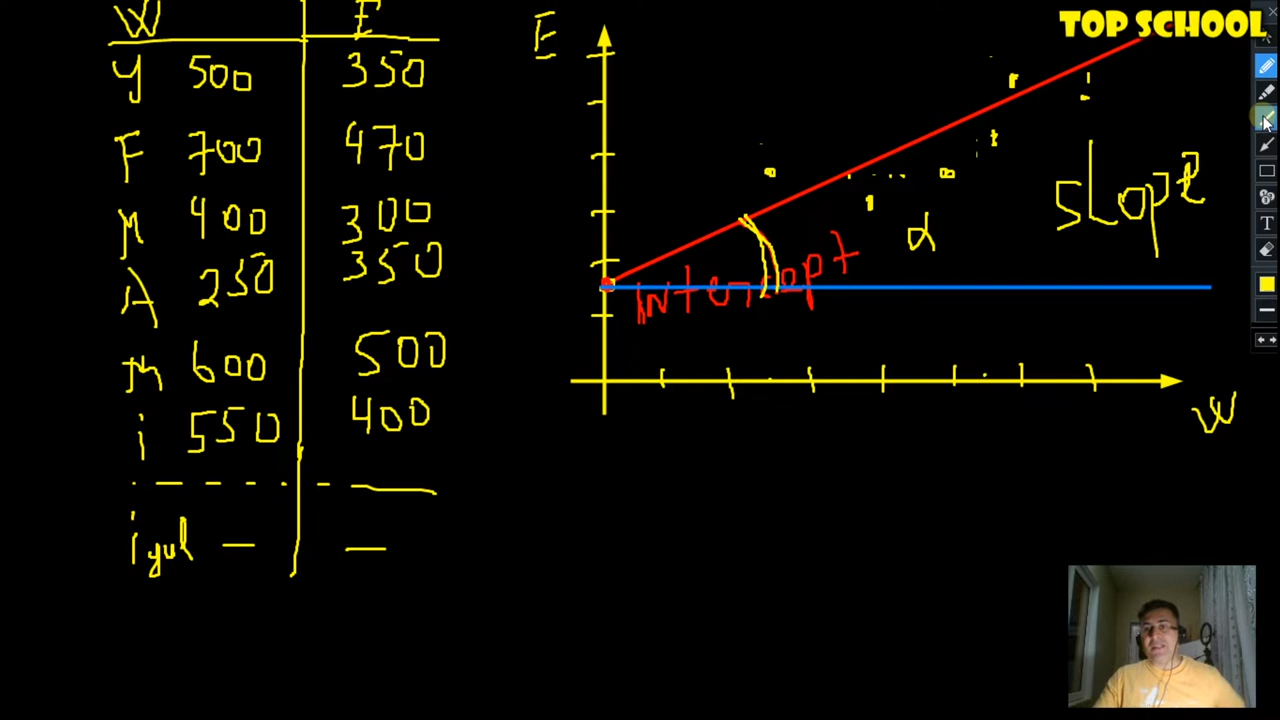 TOP SCHOOL
W E
Y 500 350
F 700 470
M 400 300
A 250 350
M 600 500
i 550 400
iyul — —
E
slope
α
intercept
W